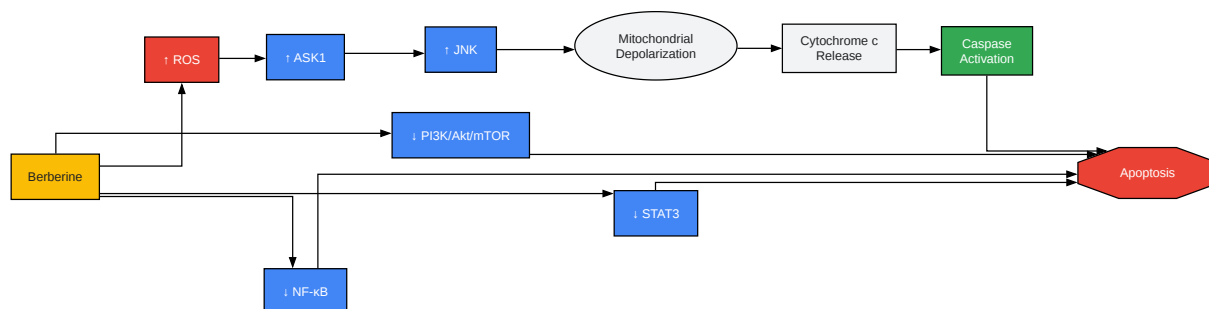 ↑ ROS
↑ ASK1
↑ JNK
Mitochondrial
Depolarization
Cytochrome c
Release
Caspase
Activation
↓ PI3K/Akt/mTOR
Berberine
Apoptosis
↓ STAT3
↓ NF-κB